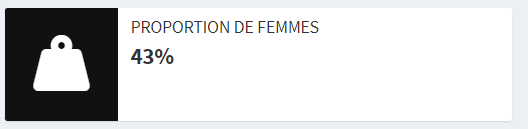 PROPORTION DE FEMMES
43%